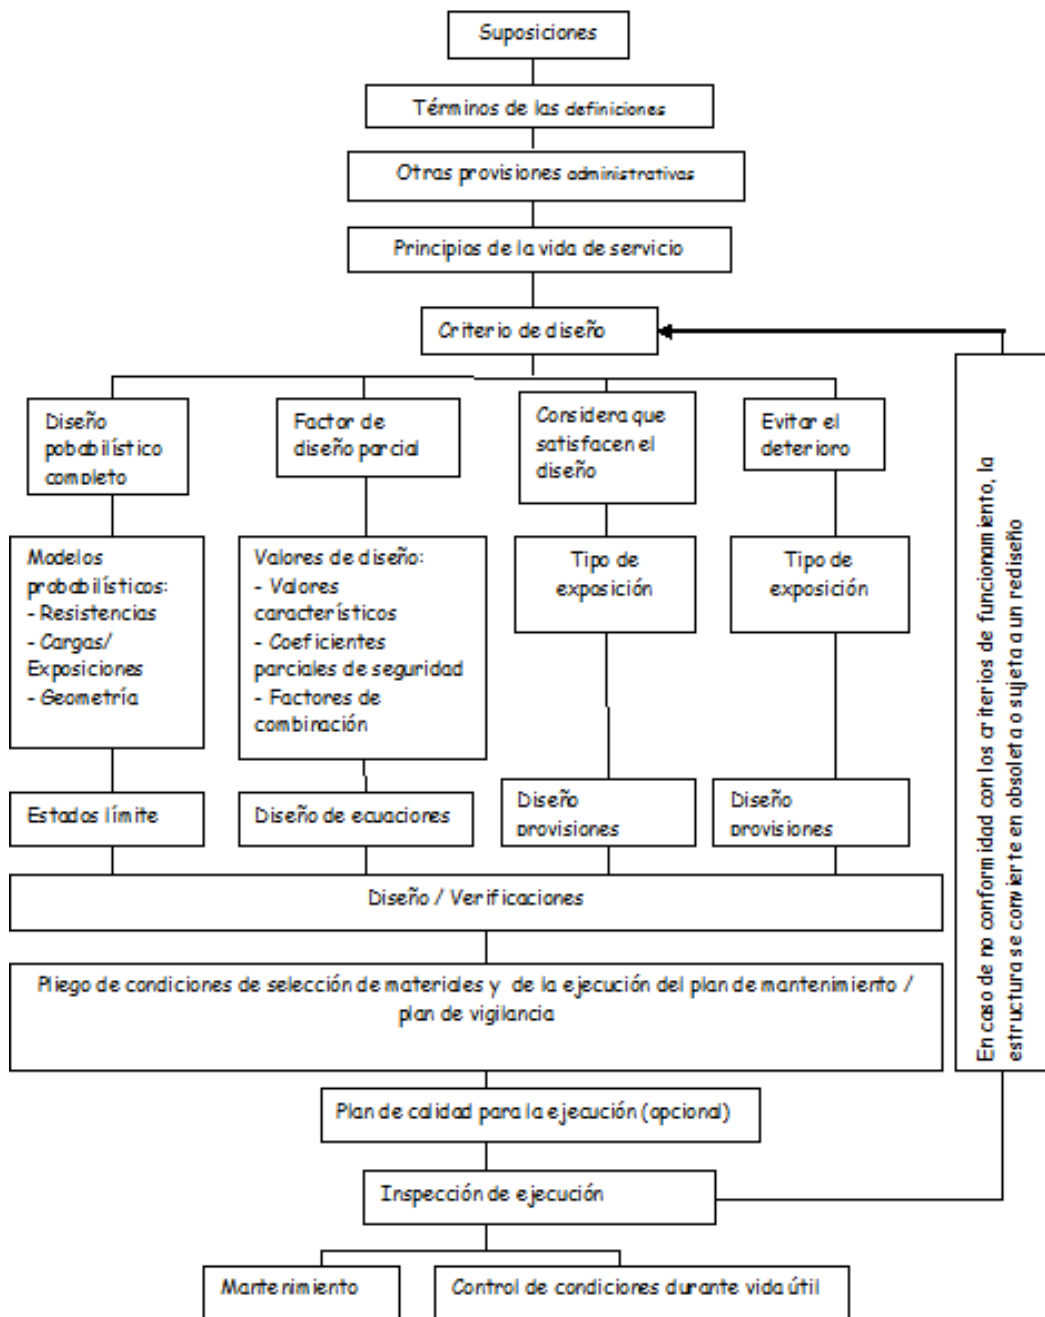 Suposiciones
Términos de las definiciones
Otras provisiones administrativas
Principios de la vida de servicio
Criterio de diseño
Diseño
pobabilístico
completo
Factor de
diseño parcial
Considera que
satisfacen el
diseño
Evitar el
deterioro
Modelos
probabilísticos:
- Resistencias
- Cargas/
Exposiciones
- Geometría
Valores de diseño:
- Valores
característicos
- Coeficientes
parciales de seguridad
- Factores de
combinación
Tipo de
exposición
Tipo de
exposición
Estados límite
Diseño de ecuaciones
Diseño
provisiones
Diseño
provisiones
Diseño / Verificaciones
Pliego de condiciones de selección de materiales y de la ejecución del plan de mantenimiento /
plan de vigilancia
Plan de calidad para la ejecución (opcional)
Inspección de ejecución
Mantenimiento
Control de condiciones durante vida útil
En caso de no conformidad con los criterios de funcionamiento, la
estructura se convierte en obsoleta o sujeta a un rediseño